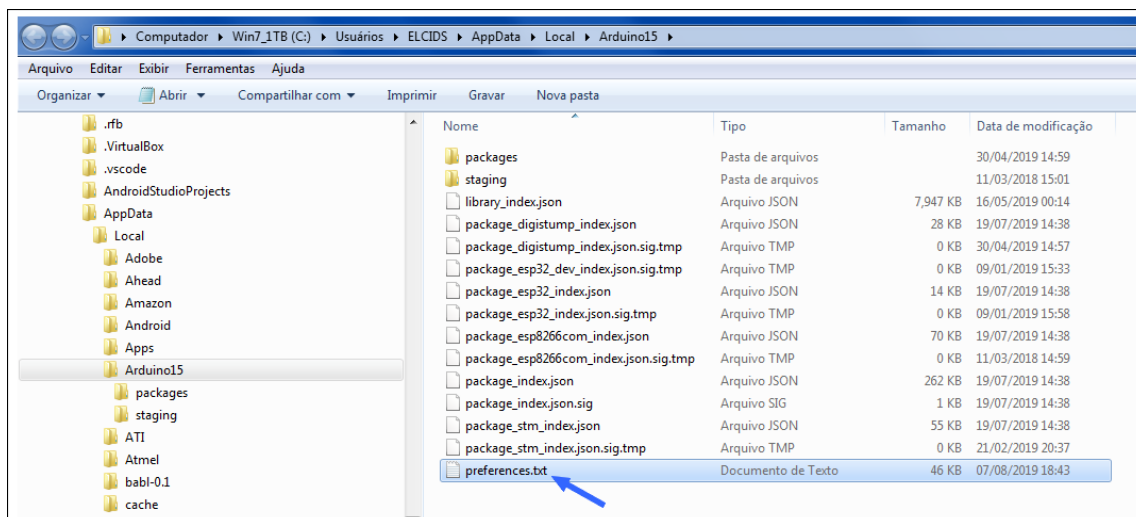 Computador Win7_1TB (C:) Usuários ELCIDS AppData Local Arduino15
Arquivo Editar Exibir Ferramentas Ajuda
Organizar Abrir Compartilhar com Imprimir Gravar Nova pasta
.rfb
.VirtualBox
.vscode
AndroidStudioProjects
AppData
Local
Adobe
Ahead
Amazon
Android
Apps
Arduino15
packages
staging
ATI
Atmel
babl-0.1
cache
Nome Tipo Tamanho Data de modificação
packages Pasta de arquivos 30/04/2019 14:59
staging Pasta de arquivos 11/03/2018 15:01
library_index.json Arquivo JSON 7,947 KB 16/05/2019 00:14
package_digistump_index.json Arquivo JSON 28 KB 19/07/2019 14:38
package_digistump_index.json.sig.tmp Arquivo TMP 0 KB 30/04/2019 14:57
package_esp32_dev_index.json.sig.tmp Arquivo TMP 0 KB 09/01/2019 15:33
package_esp32_index.json Arquivo JSON 14 KB 19/07/2019 14:38
package_esp32_index.json.sig.tmp Arquivo TMP 0 KB 09/01/2019 15:58
package_esp8266com_index.json Arquivo JSON 70 KB 19/07/2019 14:38
package_esp8266com_index.json.sig.tmp Arquivo TMP 0 KB 11/03/2018 14:59
package_index.json Arquivo JSON 262 KB 19/07/2019 14:38
package_index.json.sig Arquivo SIG 1 KB 19/07/2019 14:38
package_stm_index.json Arquivo JSON 55 KB 19/07/2019 14:38
package_stm_index.json.sig.tmp Arquivo TMP 0 KB 21/02/2019 20:37
preferences.txt Documento de Texto 46 KB 07/08/2019 18:43